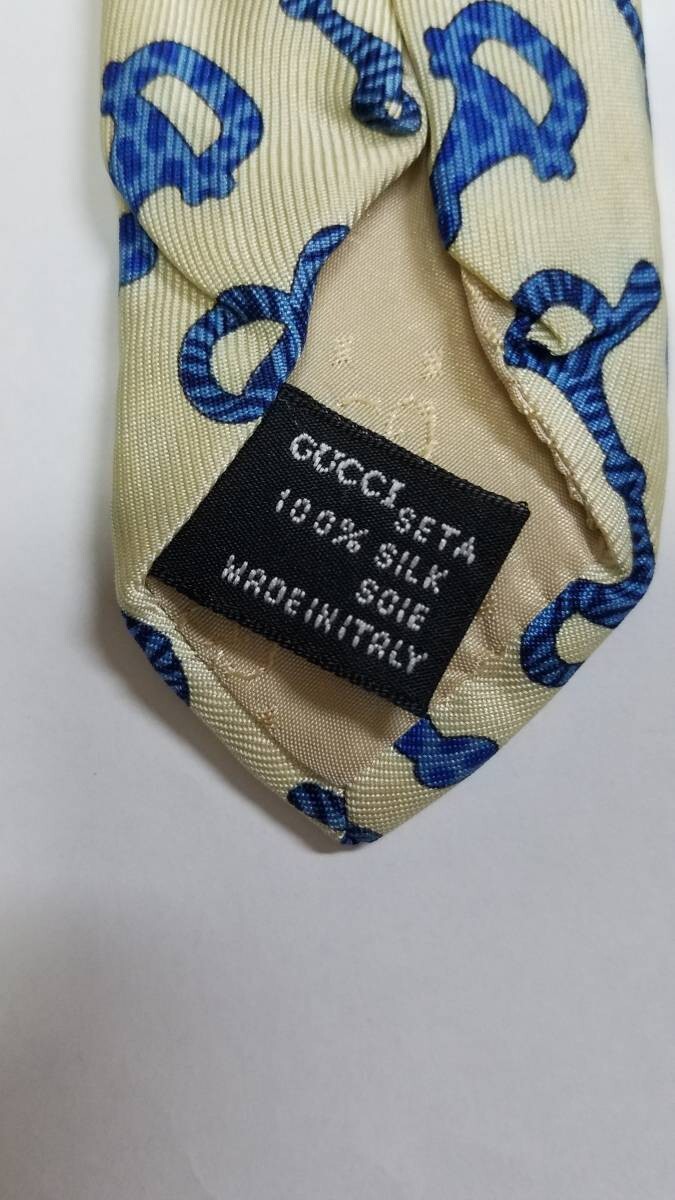 GUCCI
SETA
100% SILK
SOIE
MADE IN ITALY